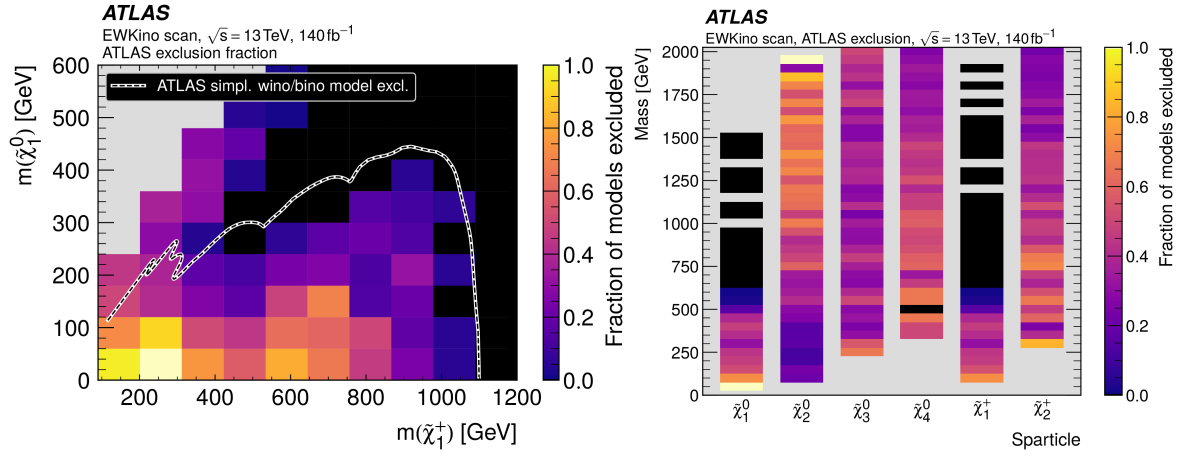 ATLAS
EWKino scan, √s = 13 TeV, 140 fb⁻¹
ATLAS exclusion fraction
ATLAS simpl. wino/bino model excl.
m(χ̃₁⁰) [GeV]
600
500
400
300
200
100
0
200 400 600 800 1000 1200
m(χ̃₁⁺) [GeV]
1.0
0.8
0.6
0.4
0.2
0.0
Fraction of models excluded
ATLAS
EWKino scan, ATLAS exclusion, √s = 13 TeV, 140 fb⁻¹
Mass [GeV]
2000
1750
1500
1250
1000
750
500
250
0
χ̃₁⁰ χ̃₂⁰ χ̃₃⁰ χ̃₄⁰ χ̃₁⁺ χ̃₂⁺
Sparticle
1.0
0.8
0.6
0.4
0.2
0.0
Fraction of models excluded